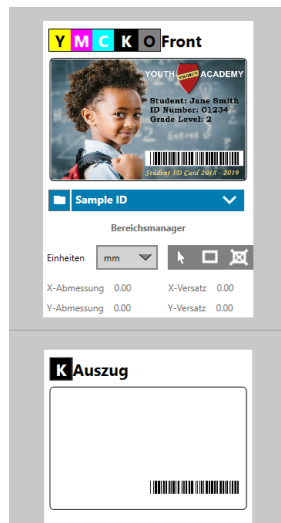 Y M C K O Front
YOUTH ACADEMY
Student: Jane Smith
ID Number: 01234
Grade Level: 2
Student ID Card 2018 - 2019
Sample ID
Bereichsmanager
Einheiten mm
X-Abmessung 0.00 X-Versatz 0.00
Y-Abmessung 0.00 Y-Versatz 0.00
K Auszug